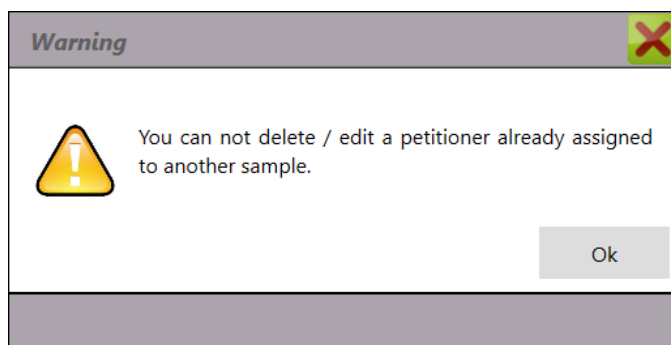 Warning
You can not delete / edit a petitioner already assigned
to another sample.
Ok